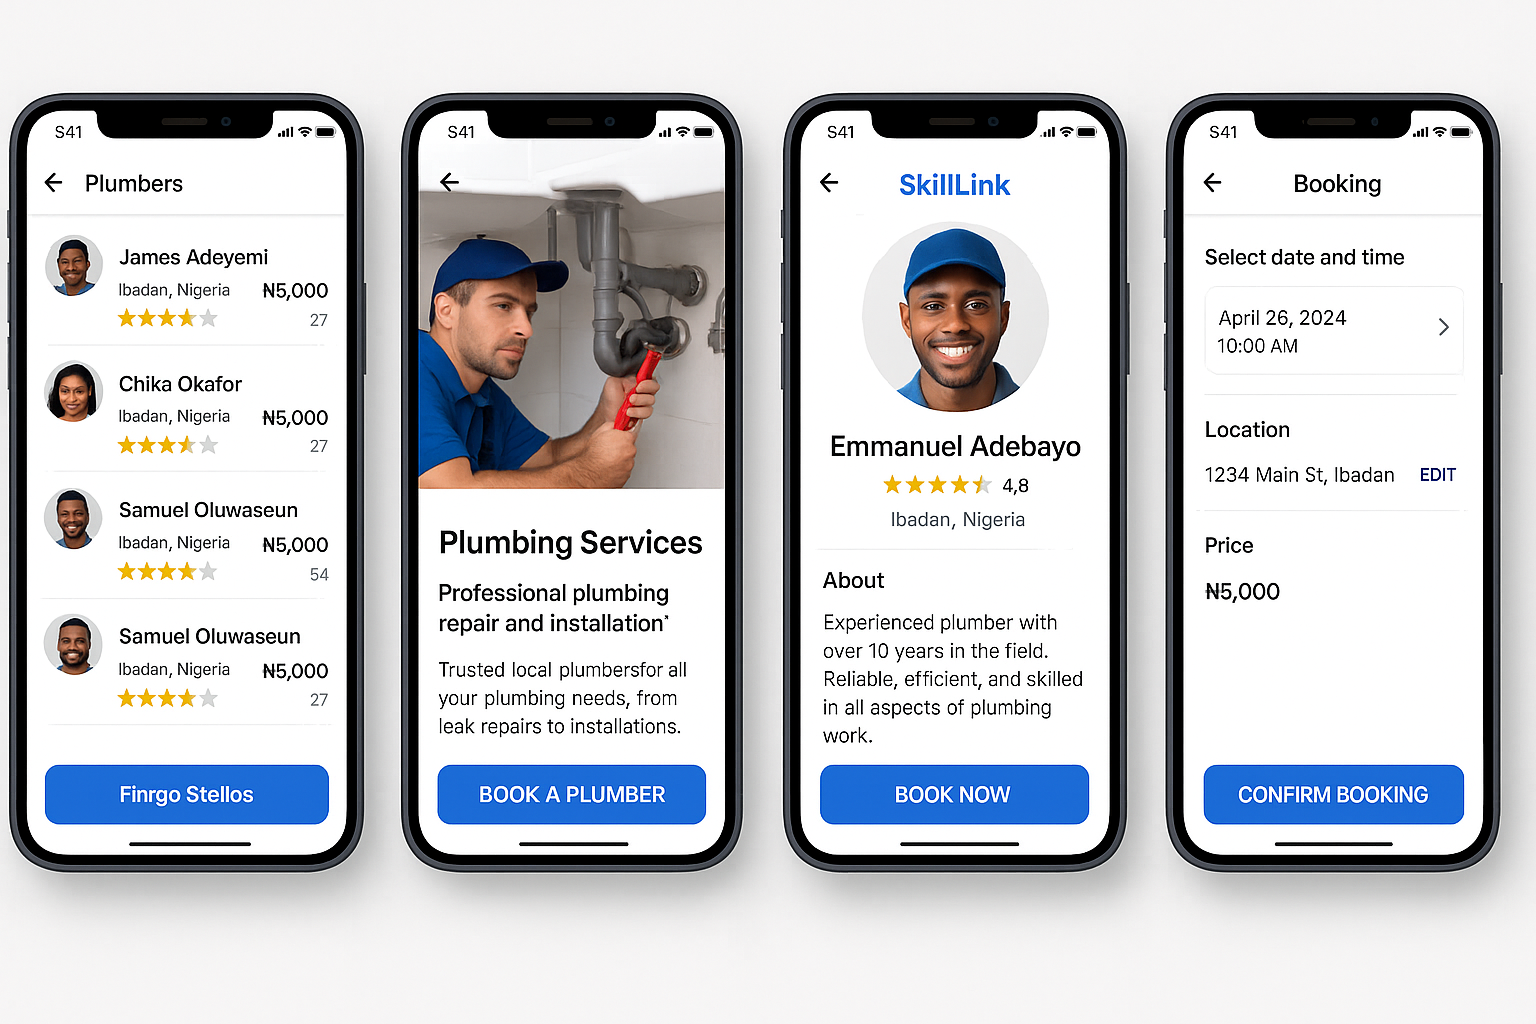 S41
Plumbers
James Adeyemi
Ibadan, Nigeria ₦5,000
27
Chika Okafor
Ibadan, Nigeria ₦5,000
27
Samuel Oluwaseun
Ibadan, Nigeria ₦5,000
54
Samuel Oluwaseun
Ibadan, Nigeria ₦5,000
27
Finrgo Stellos
S41
Plumbing Services
Professional plumbing
repair and installation*
Trusted local plumbersfor all
your plumbing needs, from
leak repairs to installations.
BOOK A PLUMBER
S41
SkillLink
Emmanuel Adebayo
4,8
Ibadan, Nigeria
About
Experienced plumber with
over 10 years in the field.
Reliable, efficient, and skilled
in all aspects of plumbing
work.
BOOK NOW
S41
Booking
Select date and time
April 26, 2024
10:00 AM
Location
1234 Main St, Ibadan EDIT
Price
₦5,000
CONFIRM BOOKING